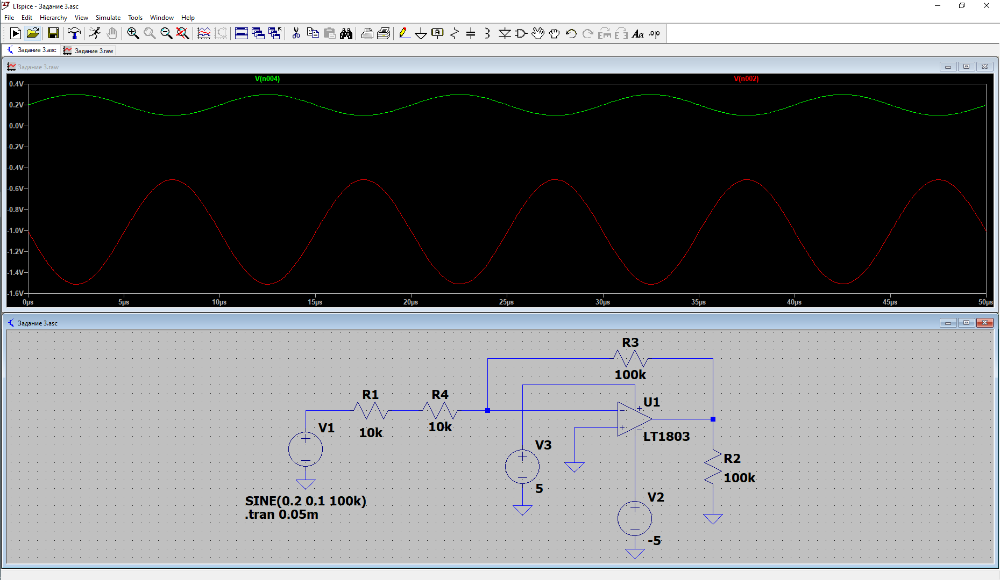 LTspice - Задание 3.asc
File Edit Hierarchy View Simulate Tools Window Help
Задание 3.asc Задание 3.raw
Задание 3.raw
V(n004) V(n002)
0.4V
0.2V
0.0V
-0.2V
-0.4V
-0.6V
-0.8V
-1.0V
-1.2V
-1.4V
-1.6V
0µs 5µs 10µs 15µs 20µs 25µs 30µs 35µs 40µs 45µs 50µs
Задание 3.asc
R3
100k
R1 R4
10k 10k
U1
LT1803
V1
V3
5
R2
100k
V2
-5
SINE(0.2 0.1 100k)
.tran 0.05m